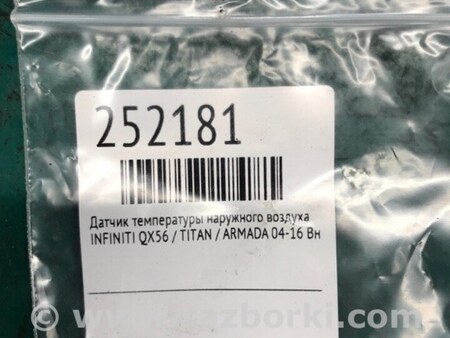 252181
Датчик температуры наружного воздуха
INFINITI QX56 / TITAN / ARMADA 04-16 Вн